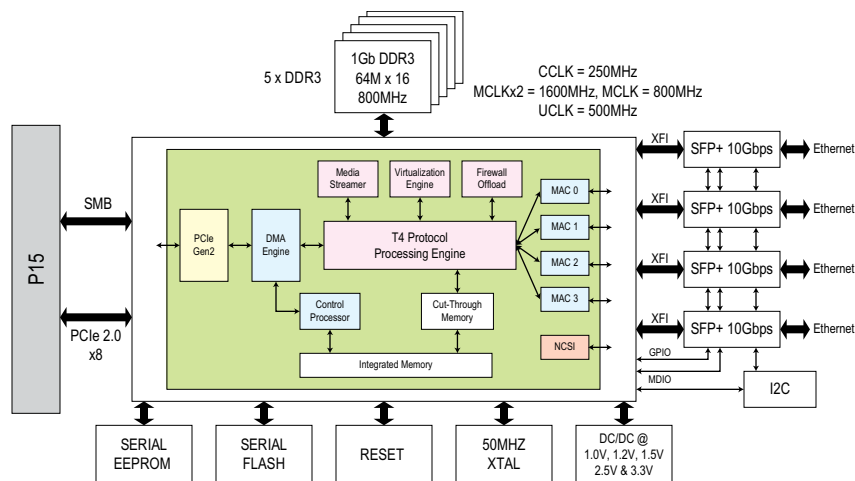 5 x DDR3
1Gb DDR3
64M x 16
800MHz
CCLK = 250MHz
MCLKx2 = 1600MHz, MCLK = 800MHz
UCLK = 500MHz
P15
SMB
PCIe 2.0
x8
PCIe
Gen2
DMA
Engine
Media
Streamer
Virtualization
Engine
Firewall
Offload
T4 Protocol
Processing Engine
Control
Processor
Cut-Through
Memory
Integrated Memory
MAC 0
MAC 1
MAC 2
MAC 3
NCSI
XFI
SFP+ 10Gbps
Ethernet
XFI
SFP+ 10Gbps
Ethernet
XFI
SFP+ 10Gbps
Ethernet
XFI
SFP+ 10Gbps
Ethernet
GPIO
MDIO
I2C
SERIAL
EEPROM
SERIAL
FLASH
RESET
50MHZ
XTAL
DC/DC @
1.0V, 1.2V, 1.5V
2.5V & 3.3V